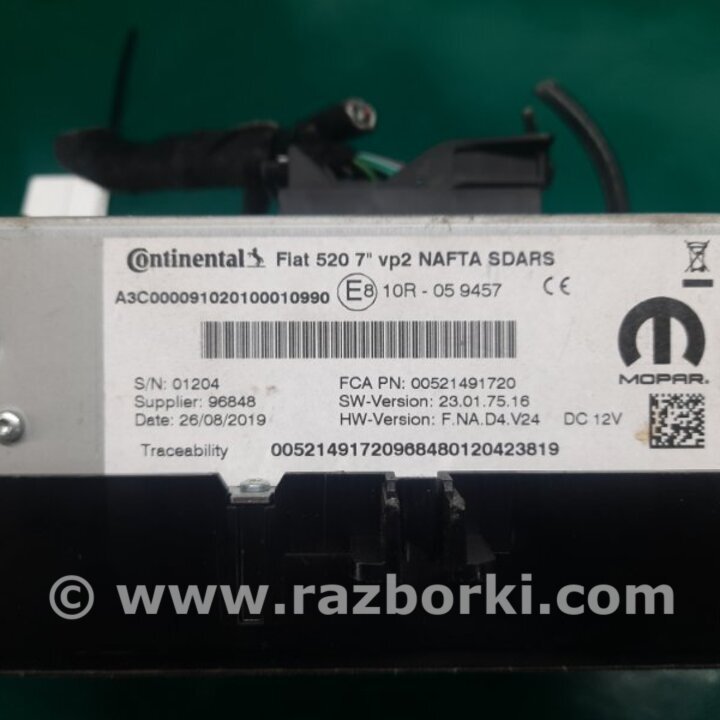 Continental Fiat 520 7" vp2 NAFTA SDARS
A3C000091020100010990 E8 10R - 05 9457 CE
MOPAR.
S/N: 01204 FCA PN: 00521491720
Supplier: 96848 SW-Version: 23.01.75.16
Date: 26/08/2019 HW-Version: F.NA.D4.V24 DC 12V
Traceability 00521491720968480120423819
© www.razborki.com